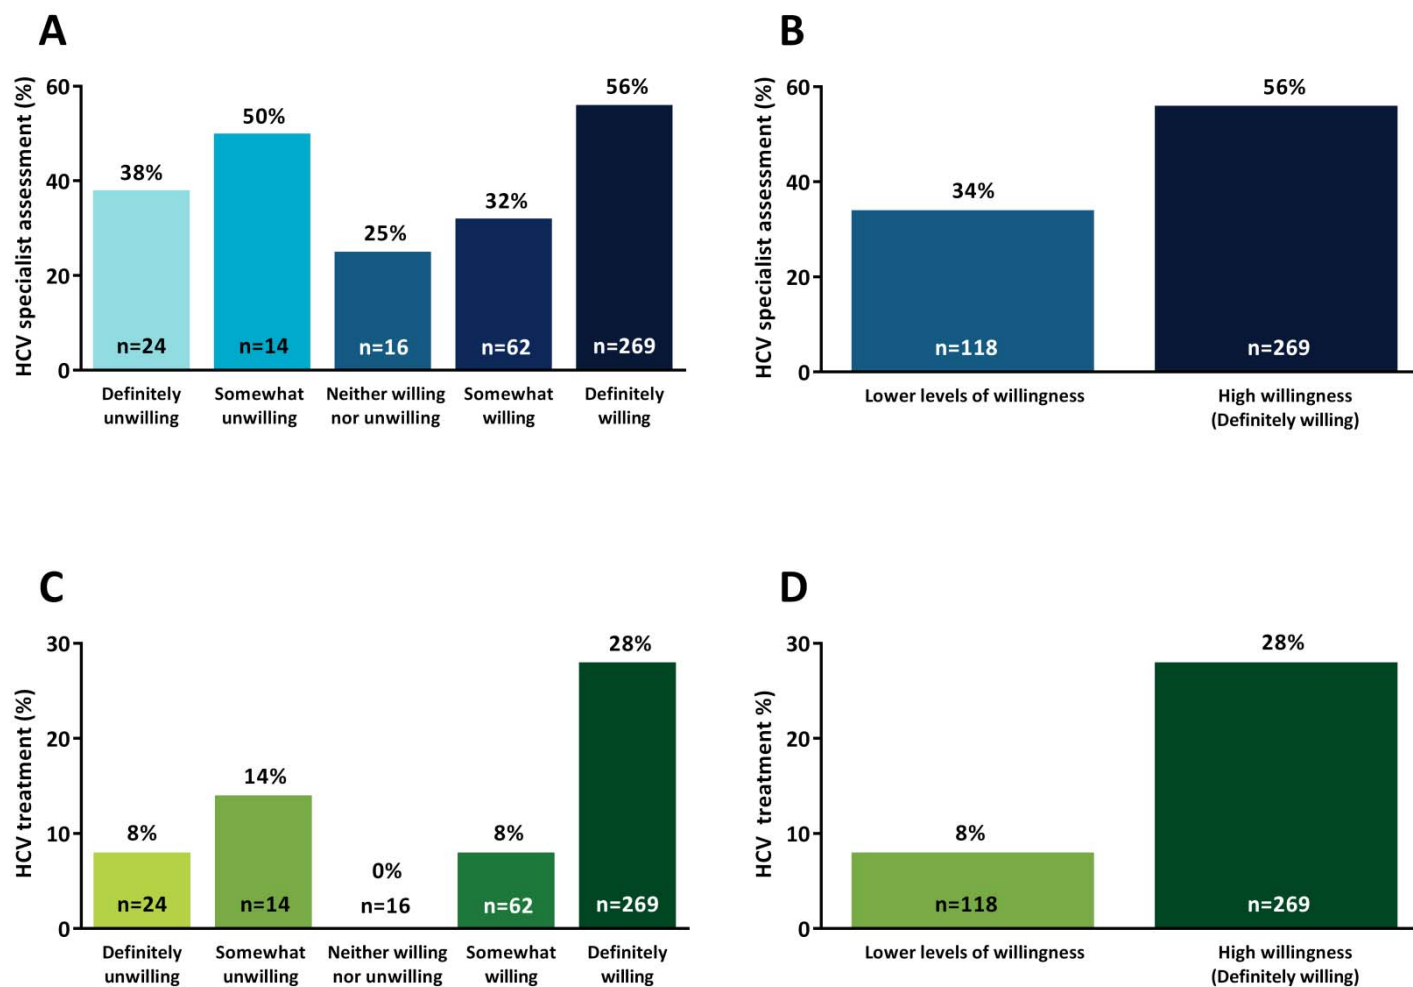 A
HCV specialist assessment (%)
60
40
20
0
38%
50%
25%
32%
56%
n=24
n=14
n=16
n=62
n=269
Definitely
unwilling
Somewhat
unwilling
Neither willing
nor unwilling
Somewhat
willing
Definitely
willing
B
HCV specialist assessment (%)
60
40
20
0
34%
56%
n=118
n=269
Lower levels of willingness
High willingness
(Definitely willing)
C
HCV treatment (%)
30
20
10
0
8%
14%
0%
8%
28%
n=24
n=14
n=16
n=62
n=269
Definitely
unwilling
Somewhat
unwilling
Neither willing
nor unwilling
Somewhat
willing
Definitely
willing
D
HCV treatment %)
30
20
10
0
8%
28%
n=118
n=269
Lower levels of willingness
High willingness
(Definitely willing)